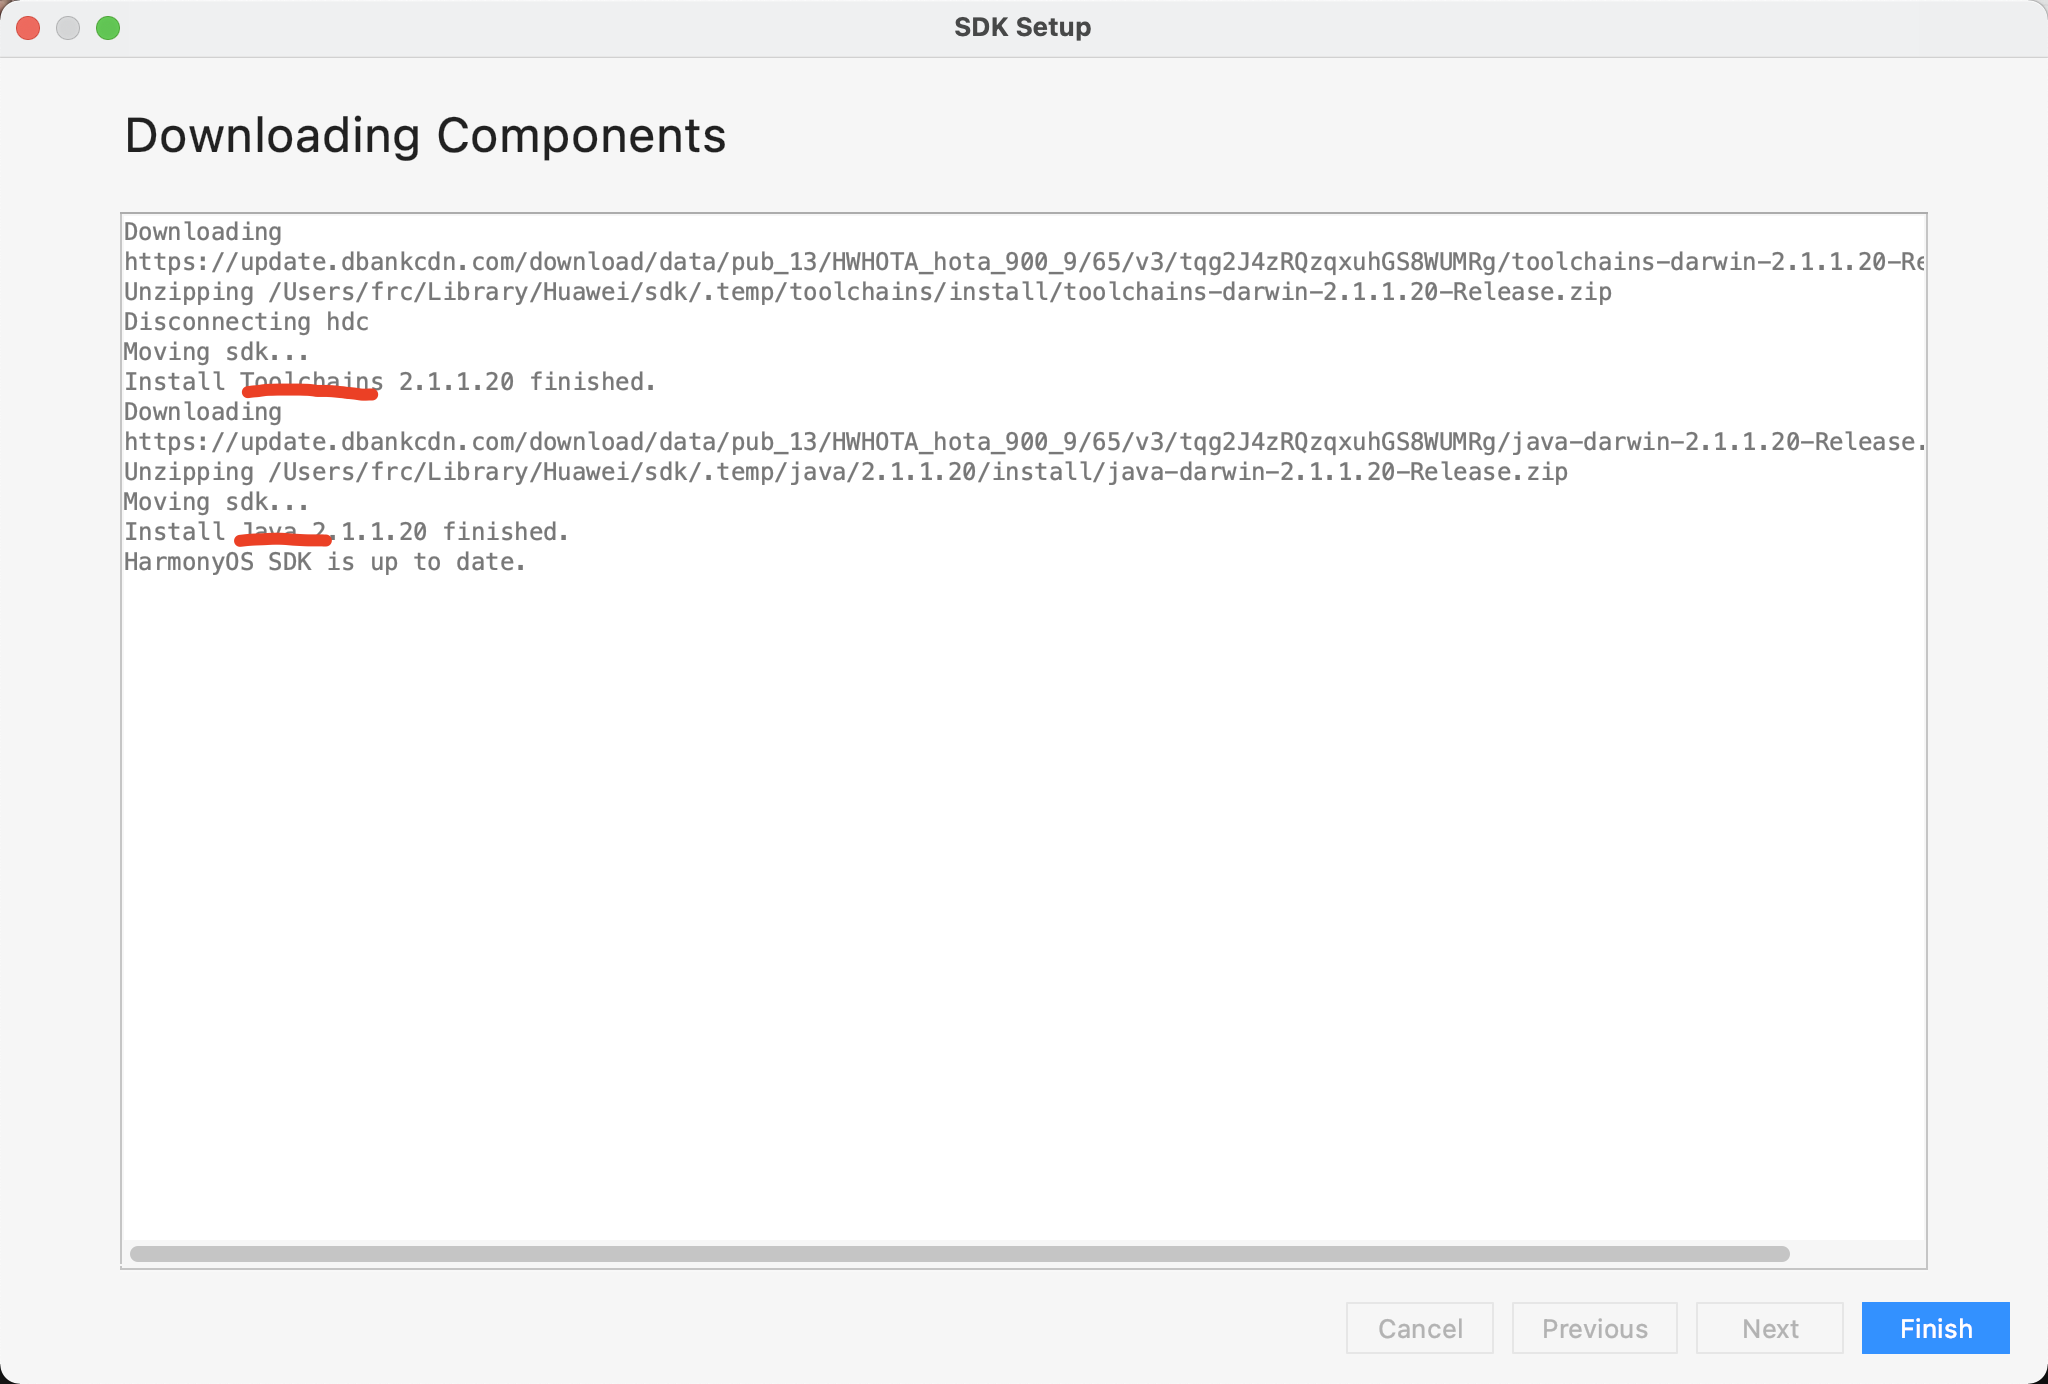 SDK Setup
Downloading Components
Downloading
https://update.dbankcdn.com/download/data/pub_13/HWHOTA_hota_900_9/65/v3/tqg2J4zRQzqxuhGS8WUMRg/toolchains-darwin-2.1.1.20-Re
Unzipping /Users/frc/Library/Huawei/sdk/.temp/toolchains/install/toolchains-darwin-2.1.1.20-Release.zip
Disconnecting hdc
Moving sdk...
Install Toolchains 2.1.1.20 finished.
Downloading
https://update.dbankcdn.com/download/data/pub_13/HWHOTA_hota_900_9/65/v3/tqg2J4zRQzqxuhGS8WUMRg/java-darwin-2.1.1.20-Release.
Unzipping /Users/frc/Library/Huawei/sdk/.temp/java/2.1.1.20/install/java-darwin-2.1.1.20-Release.zip
Moving sdk...
Install Java 2.1.1.20 finished.
HarmonyOS SDK is up to date.
Cancel Previous Next Finish